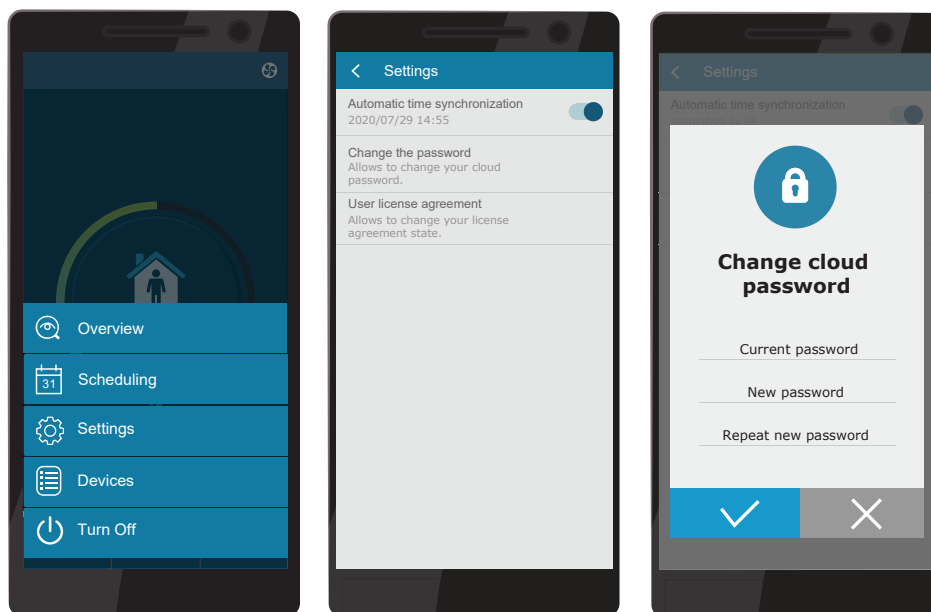 Overview
31
Scheduling
Settings
Devices
Turn Off
Settings
Automatic time synchronization
2020/07/29 14:55
Change the password
Allows to change your cloud
password.
User license agreement
Allows to change your license
agreement state.
Settings
Automatic time synchronization
Change cloud
password
Current password
New password
Repeat new password